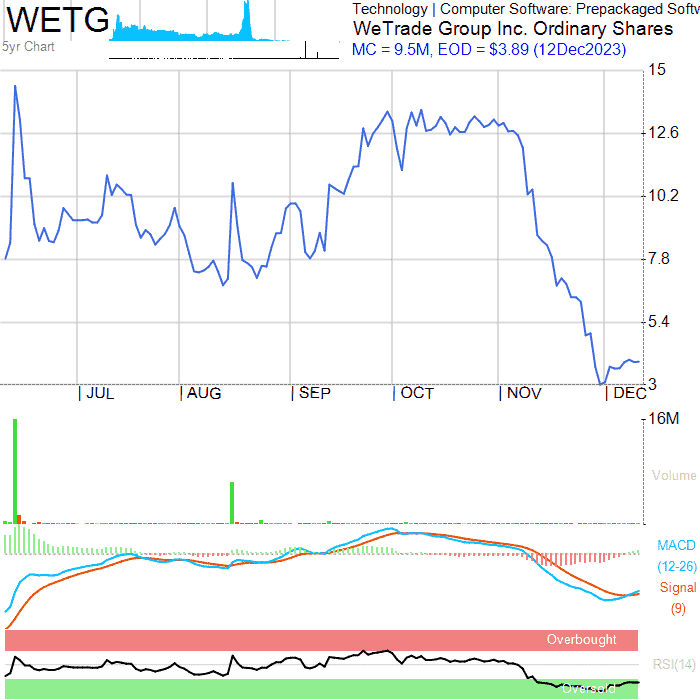 WETG
Technology | Computer Software: Prepackaged Softw
WeTrade Group Inc. Ordinary Shares
5yr Chart
MC = 9.5M, EOD = $3.89 (12Dec2023)
15
12.6
10.2
7.8
5.4
3
JUL AUG SEP OCT NOV DEC
16M
Volume
MACD
(12-26)
Signal
(9)
Overbought
RSI(14)
Oversold